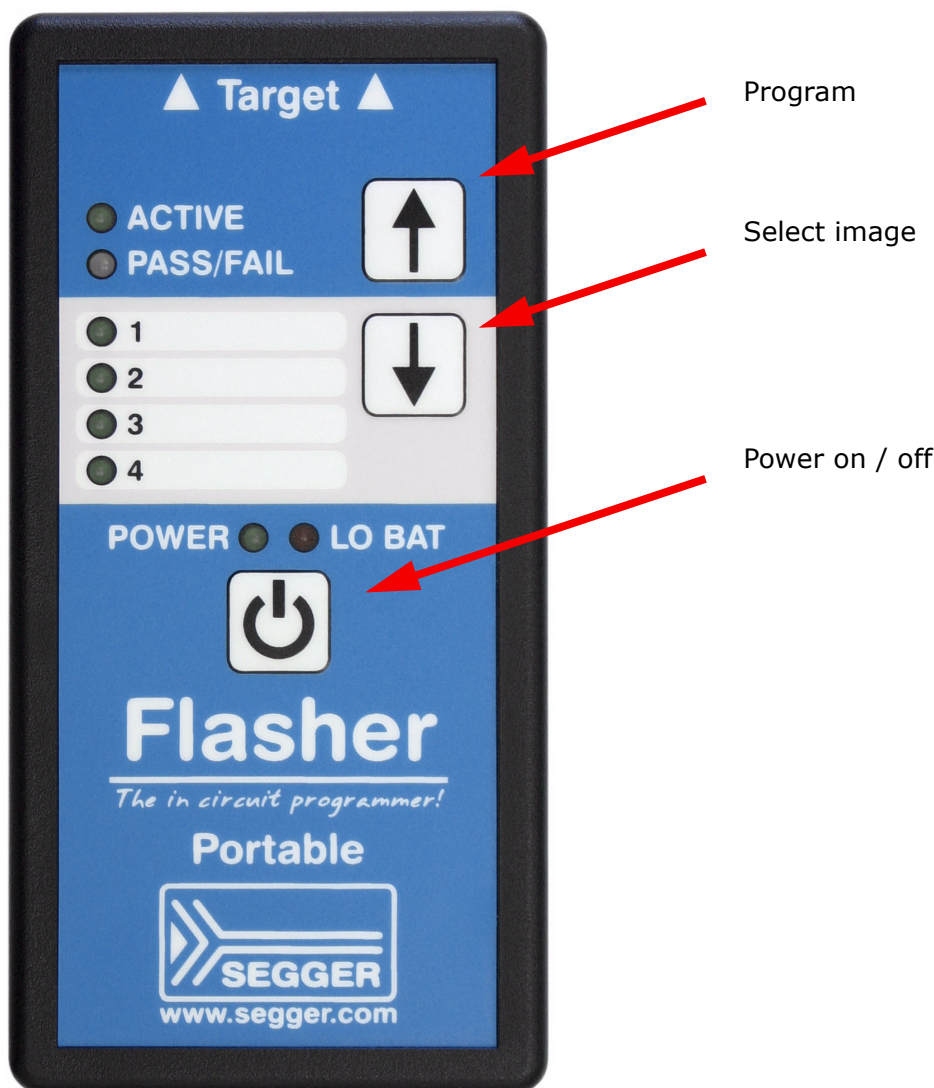 Target
Program
ACTIVE
PASS/FAIL
Select image
1
2
3
4
Power on / off
POWER
LO BAT
Flasher
The in circuit programmer!
Portable
SEGGER
www.segger.com